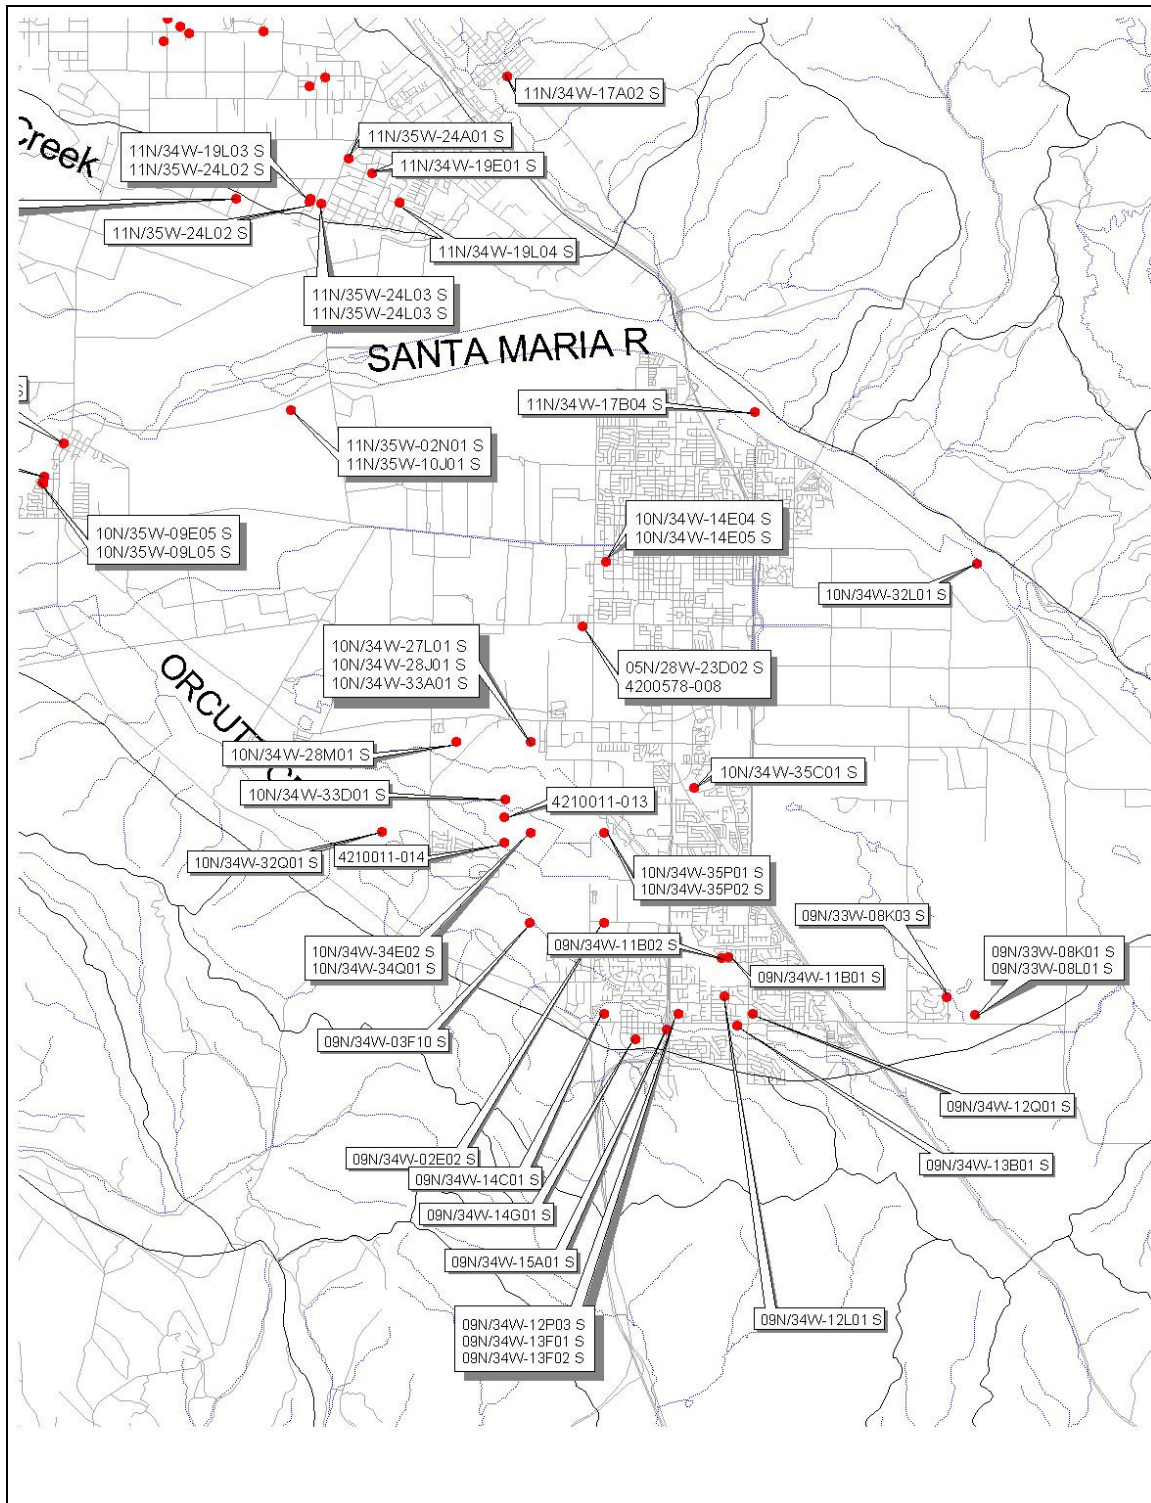 11N/34W-17A02 S
Creek
11N/35W-24A01 S
11N/34W-19L03 S
11N/35W-24L02 S
11N/34W-19E01 S
11N/35W-24L02 S
11N/34W-19L04 S
11N/35W-24L03 S
11N/35W-24L03 S
SANTA MARIA R
S
11N/34W-17B04 S
11N/35W-02N01 S
11N/35W-10J01 S
10N/35W-09E05 S
10N/35W-09L05 S
10N/34W-14E04 S
10N/34W-14E05 S
10N/34W-32L01 S
10N/34W-27L01 S
10N/34W-28J01 S
10N/34W-33A01 S
05N/28W-23D02 S
4200578-008
ORCUTT C
10N/34W-28M01 S
10N/34W-35C01 S
10N/34W-33D01 S
4210011-013
10N/34W-32Q01 S
4210011-014
10N/34W-35P01 S
10N/34W-35P02 S
09N/33W-08K03 S
10N/34W-34E02 S
10N/34W-34Q01 S
09N/34W-11B02 S
09N/34W-11B01 S
09N/33W-08K01 S
09N/33W-08L01 S
09N/34W-03F10 S
09N/34W-12Q01 S
09N/34W-02E02 S
09N/34W-14C01 S
09N/34W-13B01 S
09N/34W-14G01 S
09N/34W-15A01 S
09N/34W-12P03 S
09N/34W-13F01 S
09N/34W-13F02 S
09N/34W-12L01 S